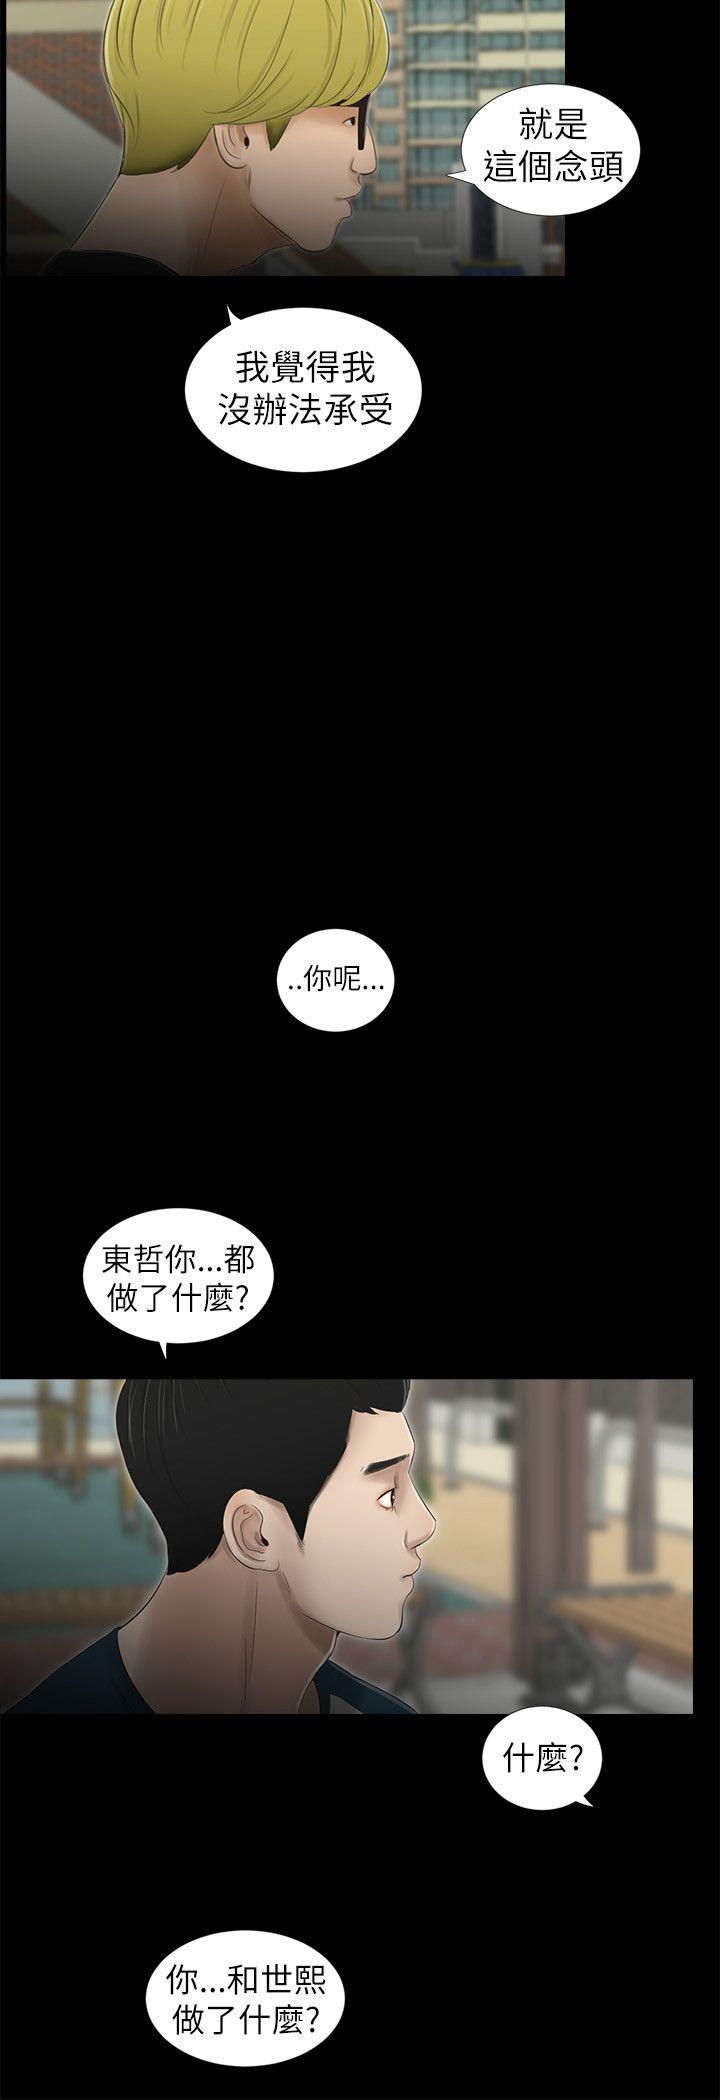 就是
這個念頭
我覺得我
沒辦法承受
..你呢...
東哲你...都
做了什麼?
什麼?
你...和世熙
做了什麼?